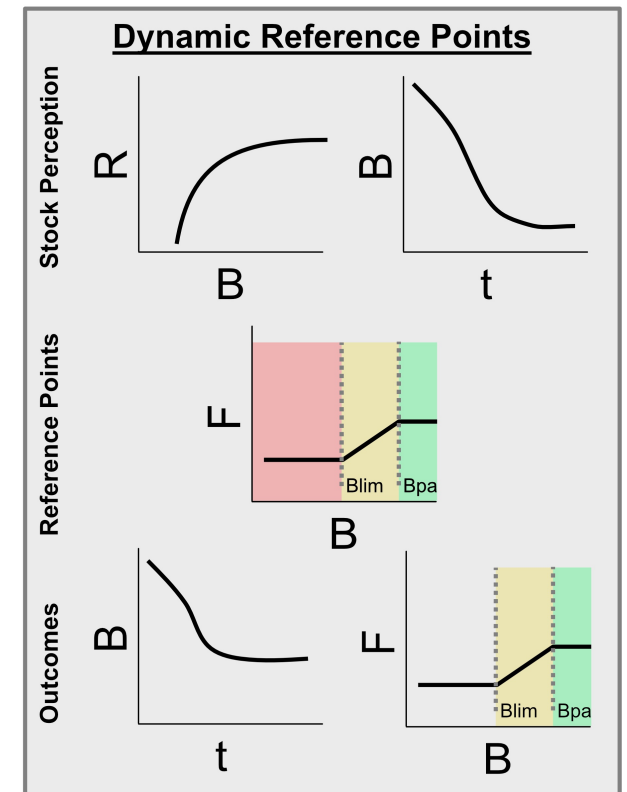 Dynamic Reference Points
Stock Perception
R
B
B
t
Reference Points
F
Blim
Bpa
B
Outcomes
B
t
F
Blim
Bpa
B